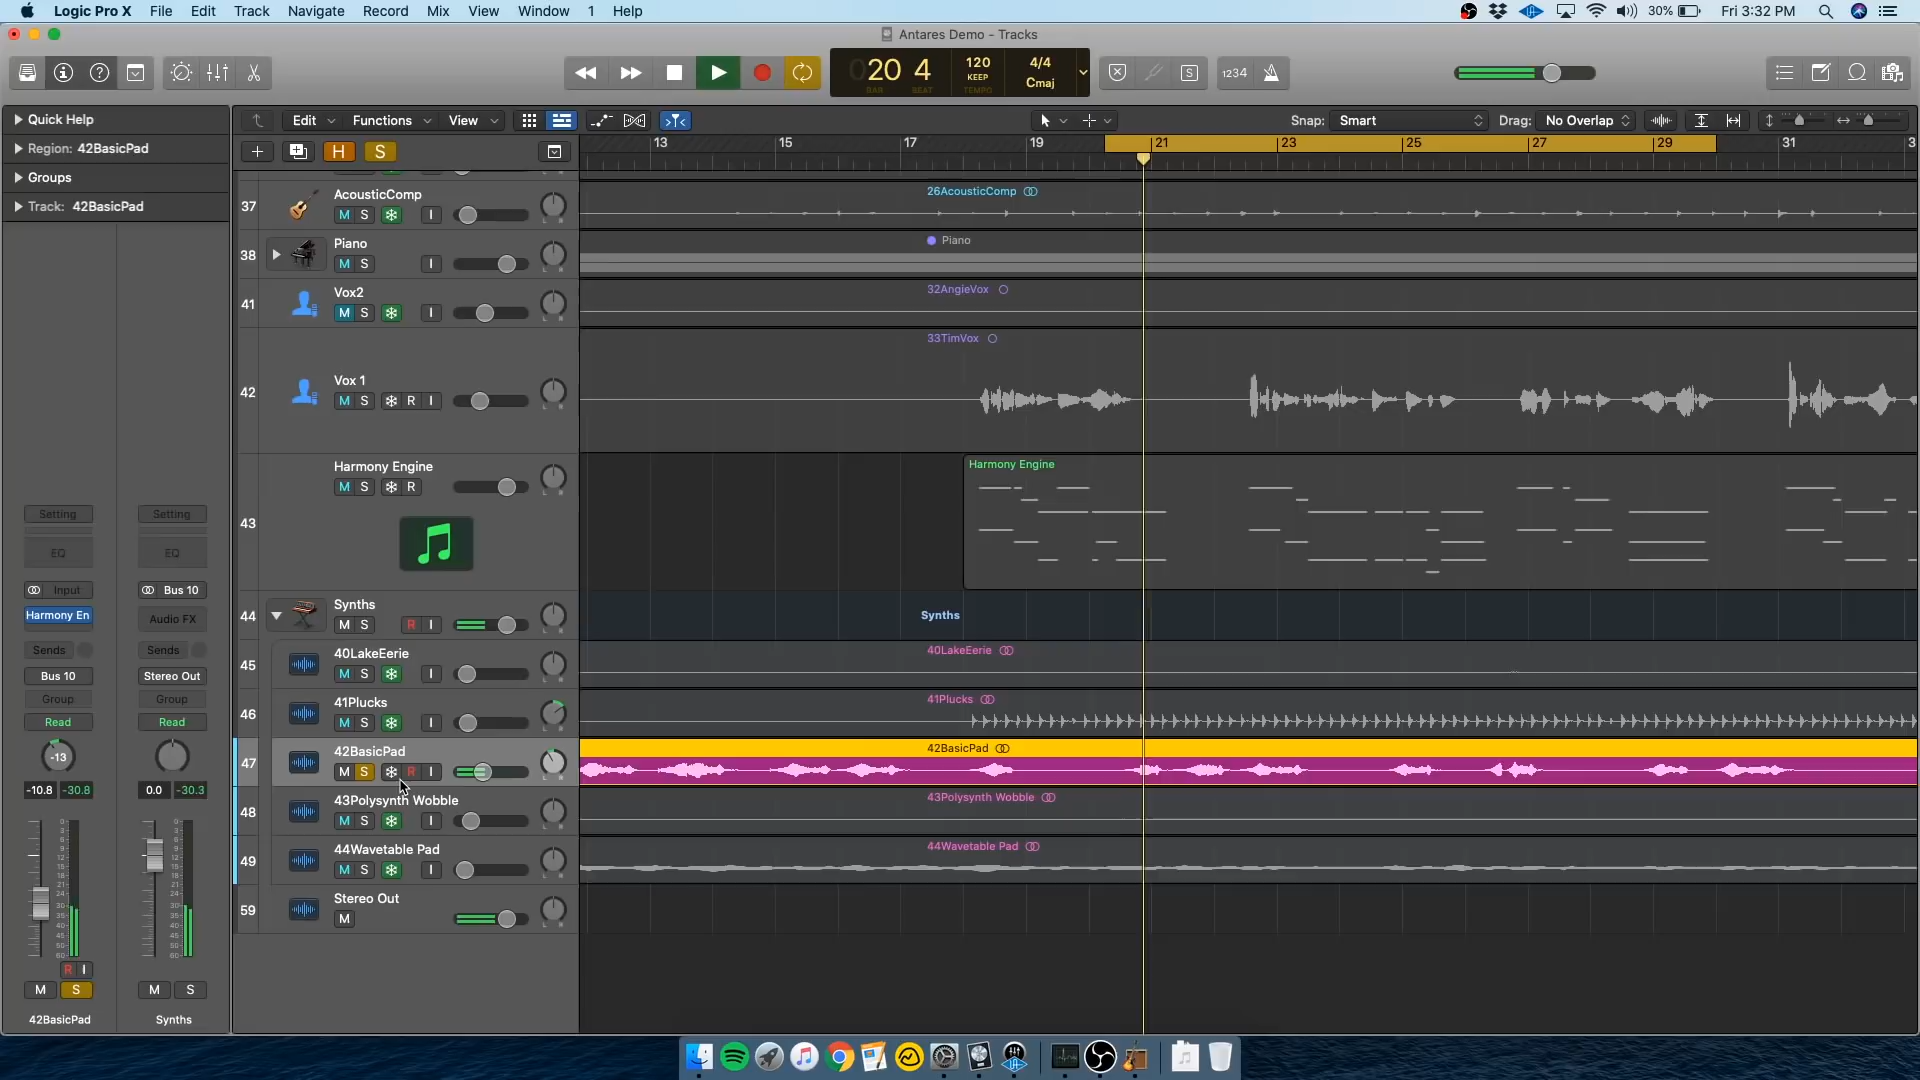 Logic Pro X File Edit Track Navigate Record Mix View Window 1 Help 30% Fri 3:32 PM
Antares Demo - Tracks
20 4 120 KEEP 4/4 Cmaj S 1234
BAR BEAT TEMPO
Quick Help
Edit Functions View Snap: Smart Drag: No Overlap
Region: 42BasicPad
H S 13 15 17 19 21 23 25 27 29 31 3
Groups
Track: 42BasicPad
37 AcousticComp
M S I
26AcousticComp
38 Piano
M S I
Piano
41 Vox2
M S I
32AngieVox
42 Vox 1
M S R I
33TimVox
43 Harmony Engine
M S R
Harmony Engine
44 Synths
M S R I
Synths
45 40LakeEerie
M S I
40LakeEerie
46 41Plucks
M S I
41Plucks
47 42BasicPad
M S R I
42BasicPad
48 43Polysynth Wobble
M S I
43Polysynth Wobble
49 44Wavetable Pad
M S I
44Wavetable Pad
59 Stereo Out
M
Setting Setting
EQ EQ
Input Bus 10
Harmony En Audio FX
Sends Sends
Bus 10 Stereo Out
Group Group
Read Read
-13
-10.8 -30.8 0.0 -30.3
R I
M S M S
42BasicPad Synths